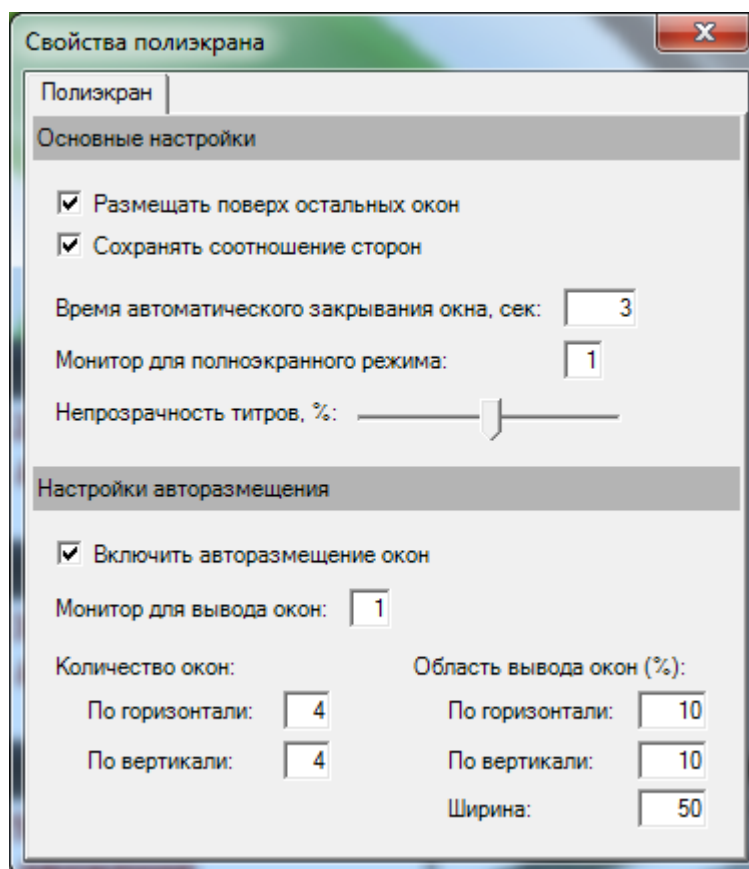 Свойства полиэкрана
Полиэкран
Основные настройки
Размещать поверх остальных окон
Сохранять соотношение сторон
Время автоматического закрывания окна, сек: 3
Монитор для полноэкранного режима: 1
Непрозрачность титров, %:
Настройки авторазмещения
Включить авторазмещение окон
Монитор для вывода окон: 1
Количество окон: Область вывода окон (%):
По горизонтали: 4 По горизонтали: 10
По вертикали: 4 По вертикали: 10
Ширина: 50